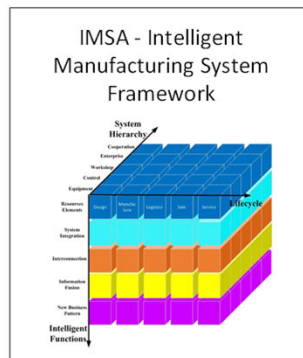 IMSA - Intelligent
Manufacturing System
Framework
System
Hierarchy
Cooperation
Enterprise
Workshop
Control
Equipment
Lifecycle
Resources
Elements
Design
Logistics
Sale
Service
System
Integration
Interconnection
Information
Fusion
New Business
Pattern
Intelligent
Functions